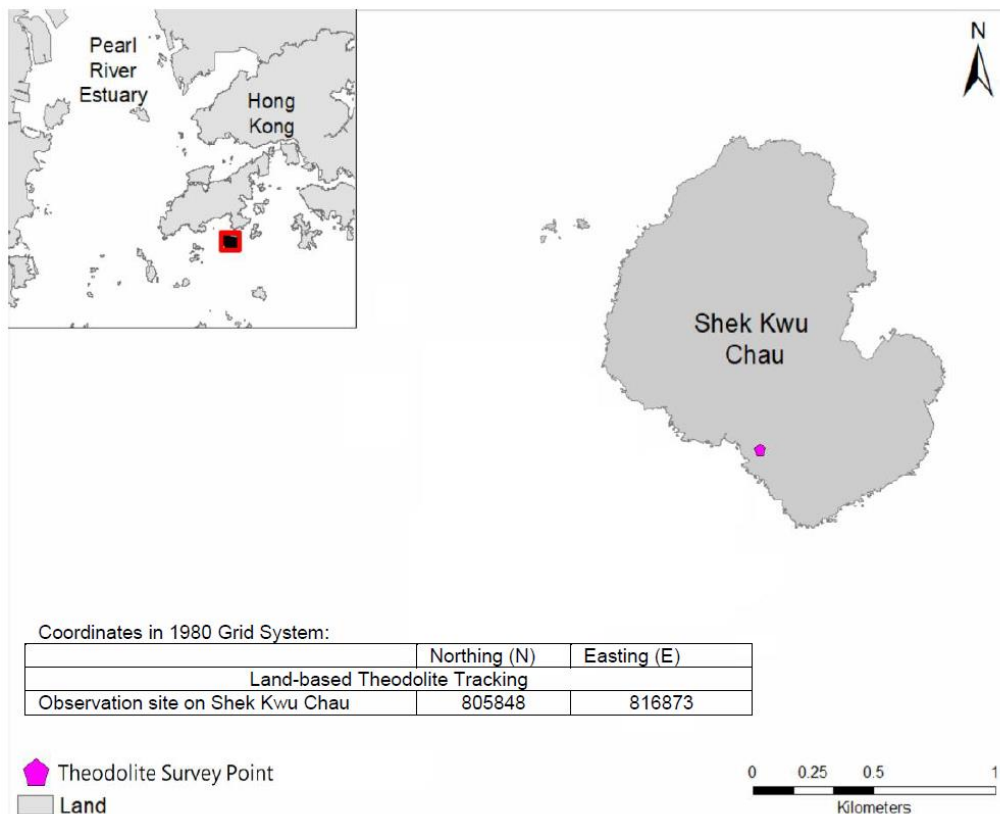 Pearl
River
Estuary
Hong
Kong
N
Shek Kwu
Chau
Coordinates in 1980 Grid System:
Northing (N) Easting (E)
Land-based Theodolite Tracking
Observation site on Shek Kwu Chau 805848 816873
Theodolite Survey Point
Land
0 0.25 0.5 1
Kilometers